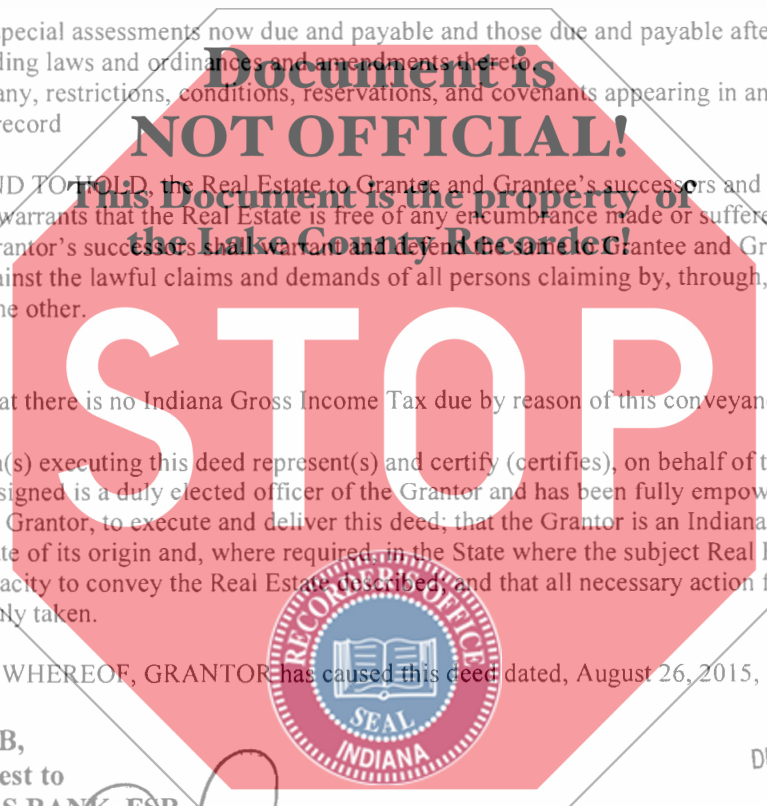 special assessments now due and payable and those due and payable afte
ding laws and ordinances and amendments thereto.
Document is
any, restrictions, conditions, reservations, and covenants appearing in an
record
NOT OFFICIAL!
ND TO HOLD, the Real Estate to Grantee and Grantee's successors and
This Document is the property of
warrants that the Real Estate is free of any encumbrance made or suffere
the Lake County Recorder!
rantor's successors shall warrant and defend the same to Grantee and Gr
ainst the lawful claims and demands of all persons claiming by, through,
ne other.
STOP
at there is no Indiana Gross Income Tax due by reason of this conveyan
n(s) executing this deed represent(s) and certify (certifies), on behalf of t
signed is a duly elected officer of the Grantor and has been fully empow
Grantor, to execute and deliver this deed; that the Grantor is an Indiana
te of its origin and, where required, in the State where the subject Real
acity to convey the Real Estate described; and that all necessary action f
uly taken.
RECORDER'S OFFICE
SEAL
INDIANA
WHEREOF, GRANTOR has caused this deed dated, August 26, 2015,
B,
est to
S BANK, FSB